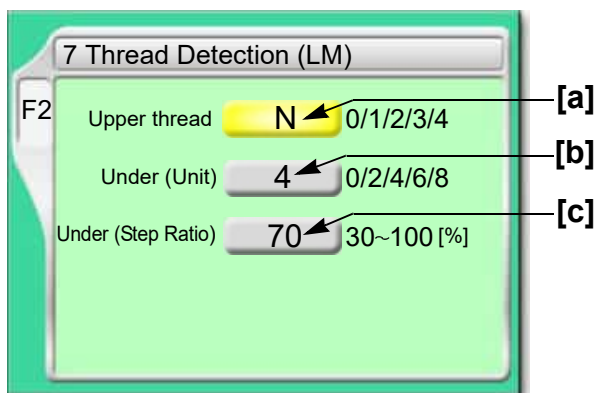 7 Thread Detection (LM)
F2
Upper thread N 0/1/2/3/4 [a]
Under (Unit) 4 0/2/4/6/8 [b]
Under (Step Ratio) 70 30~100 [%] [c]